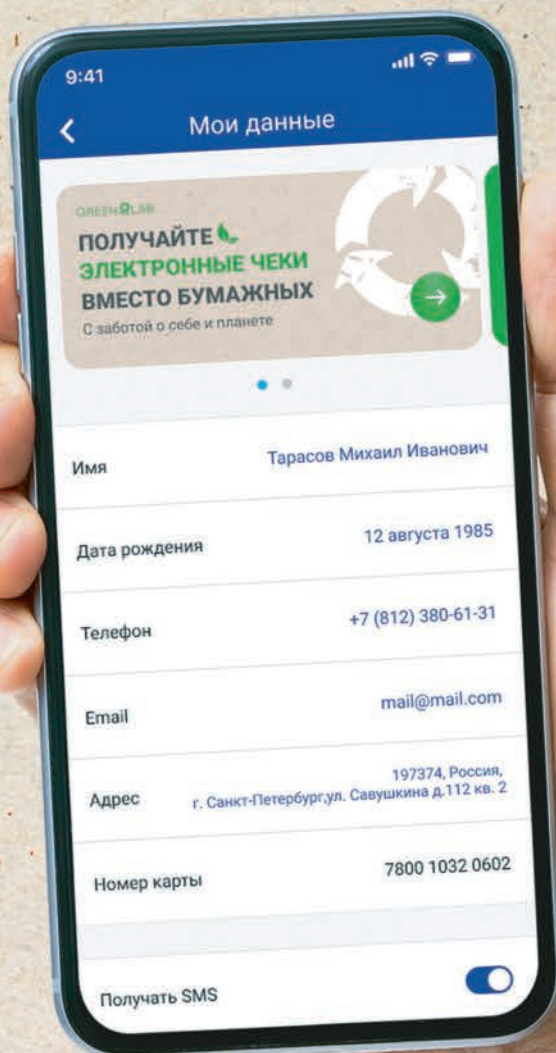 9:41
Мои данные
GREEN LAB
ПОЛУЧАЙТЕ
ЭЛЕКТРОННЫЕ ЧЕКИ
ВМЕСТО БУМАЖНЫХ
С заботой о себе и планете
Имя Тарасов Михаил Иванович
Дата рождения 12 августа 1985
Телефон +7 (812) 380-61-31
Email mail@mail.com
Адрес 197374, Россия,
г. Санкт-Петербург,ул. Савушкина д.112 кв. 2
Номер карты 7800 1032 0602
Получать SMS